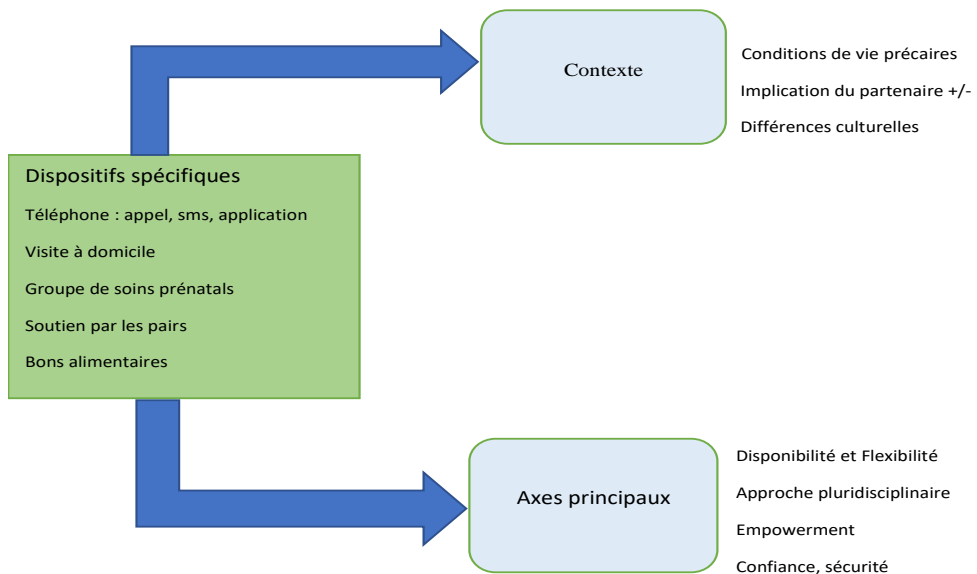 Contexte
Conditions de vie précaires
Implication du partenaire +/-
Différences culturelles
Dispositifs spécifiques
Téléphone : appel, sms, application
Visite à domicile
Groupe de soins prénatals
Soutien par les pairs
Bons alimentaires
Axes principaux
Disponibilité et Flexibilité
Approche pluridisciplinaire
Empowerment
Confiance, sécurité